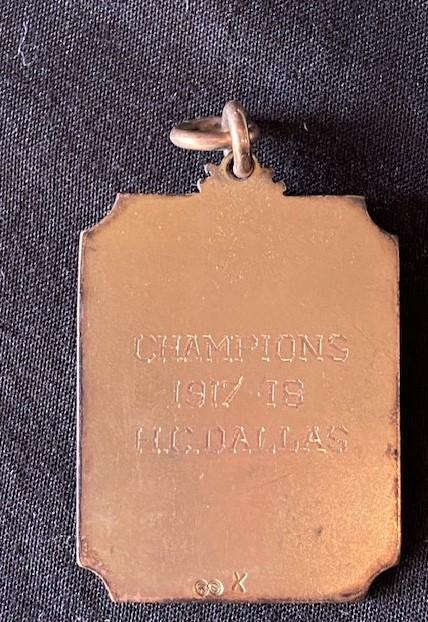 CHAMPIONS
1917-18
H.C.DALLAS
X